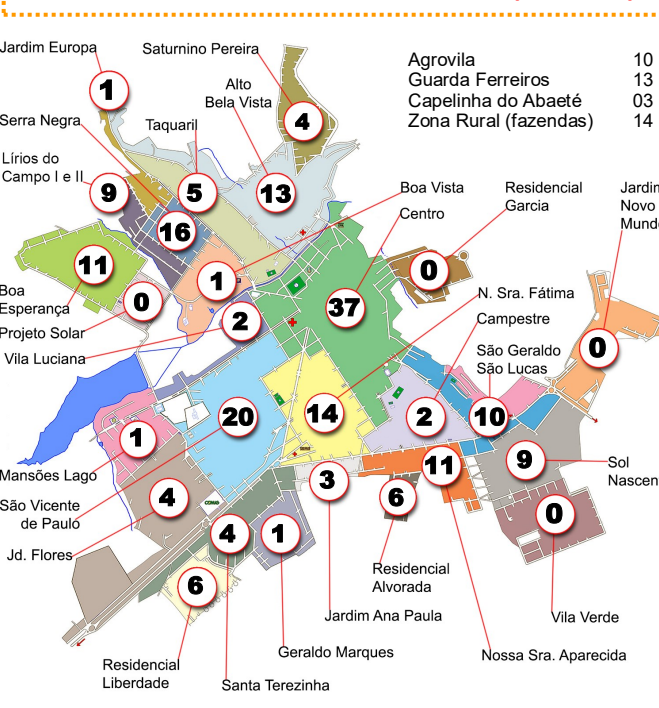 Jardim Europa
Saturnino Pereira
Agrovila 10
Guarda Ferreiros 13
Capelinha do Abaeté 03
Zona Rural (fazendas) 14
1
Alto
Bela Vista
4
Serra Negra
Taquaril
Lírios do
Campo I e II
9
5
13
Boa Vista
Centro
Residencial
Garcia
Jardim
Novo
Mundo
16
11
1
0
Boa
Esperança
0
37
N. Sra. Fátima
Projeto Solar
2
Campestre
Vila Luciana
São Geraldo
São Lucas
0
20
14
2
10
1
Mansões Lago
11
9
Sol
Nascen
3
São Vicente
de Paulo
4
6
0
Jd. Flores
4
1
Residencial
Alvorada
6
Jardim Ana Paula
Vila Verde
Geraldo Marques
Nossa Sra. Aparecida
Residencial
Liberdade
Santa Terezinha